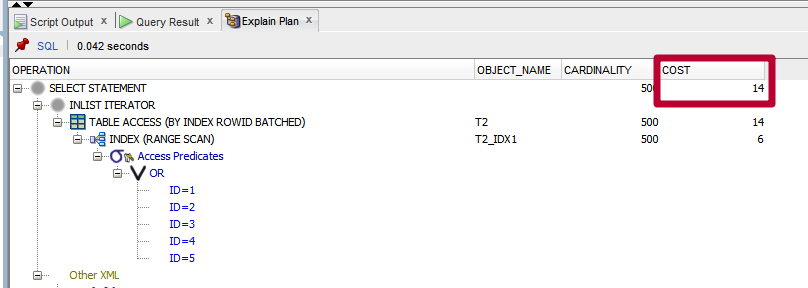 Script Output x Query Result x Explain Plan x
SQL | 0.042 seconds
OPERATION OBJECT_NAME CARDINALITY COST
SELECT STATEMENT 500 14
INLIST ITERATOR
TABLE ACCESS (BY INDEX ROWID BATCHED) T2 500 14
INDEX (RANGE SCAN) T2_IDX1 500 6
Access Predicates
OR
ID=1
ID=2
ID=3
ID=4
ID=5
Other XML